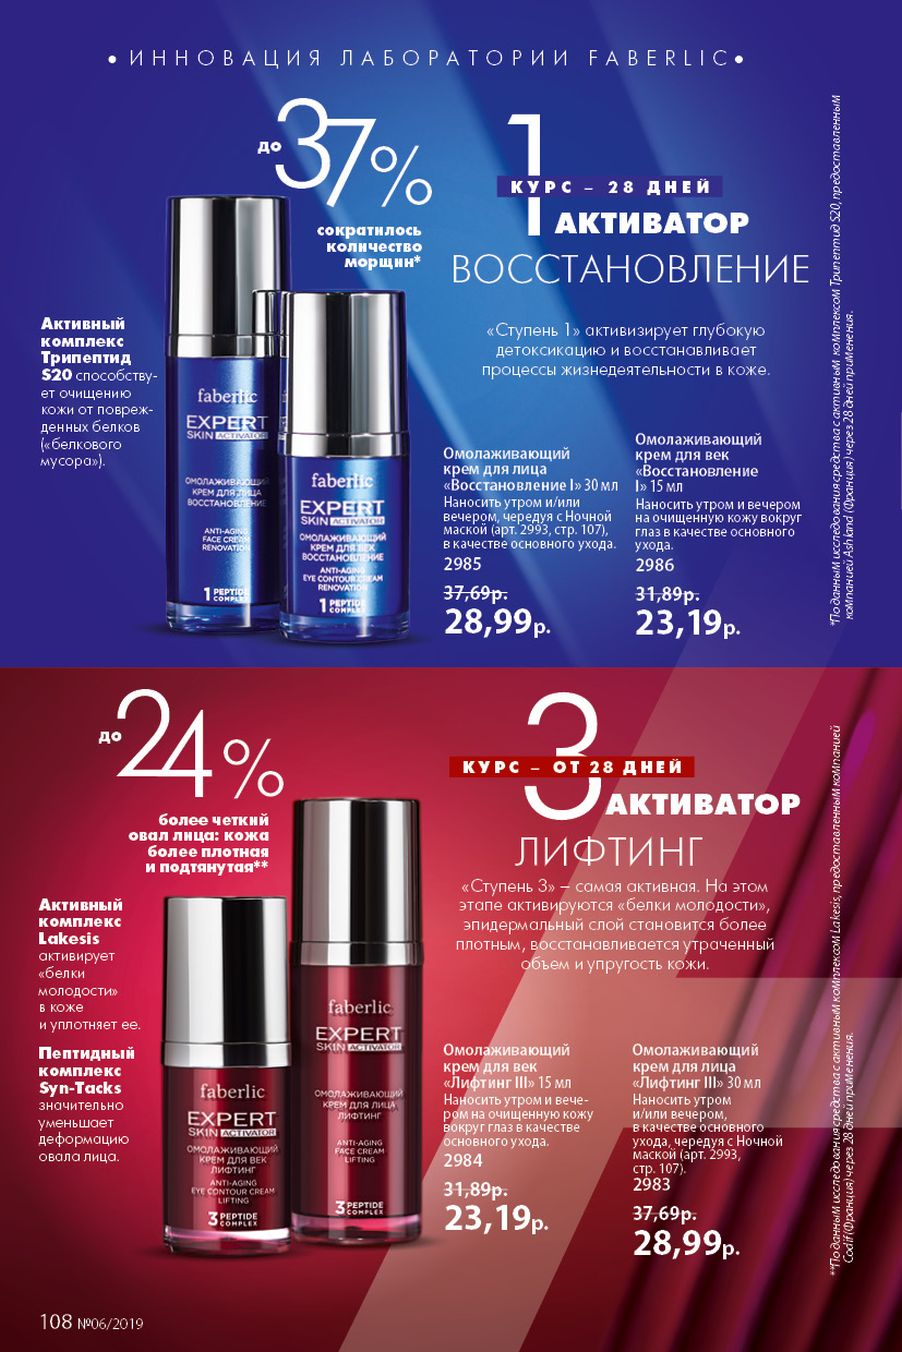 • ИННОВАЦИЯ ЛАБОРАТОРИИ FABERLIC •
до 37%
сократилось
количество
морщин*
1
КУРС – 28 ДНЕЙ
АКТИВАТОР
ВОССТАНОВЛЕНИЕ
«Ступень 1» активизирует глубокую
детоксикацию и восстанавливает
процессы жизнедеятельности в коже.
Активный
комплекс
Трипептид
S20 способству-
ет очищению
кожи от повреж-
денных белков
(«белкового
мусора»).
faberlic
EXPERT
SKIN ACTIVATOR
ОМОЛАЖИВАЮЩИЙ
КРЕМ ДЛЯ ЛИЦА
ВОССТАНОВЛЕНИЕ
ANTI-AGING
FACE CREAM
RENOVATION
1 PEPTIDE
COMPLEX
faberlic
EXPERT
SKIN ACTIVATOR
ОМОЛАЖИВАЮЩИЙ
КРЕМ ДЛЯ ВЕК
ВОССТАНОВЛЕНИЕ
ANTI-AGING
EYE CONTOUR CREAM
RENOVATION
1 PEPTIDE
COMPLEX
Омолаживающий
крем для лица
«Восстановление I» 30 мл
Наносить утром и/или
вечером, чередуя с Ночной
маской (арт. 2993, стр. 107),
в качестве основного ухода.
2985
37,69р.
28,99р.
Омолаживающий
крем для век
«Восстановление
I» 15 мл
Наносить утром и вечером
на очищенную кожу вокруг
глаз в качестве основного
ухода.
2986
31,89р.
23,19р.
*По данным исследования средства с активным комплексом Трипептид S20, предоставленным
компанией Ashland (Франция) через 28 дней применения.
до 24%
более четкий
овал лица: кожа
более плотная
и подтянутая**
3
КУРС – ОТ 28 ДНЕЙ
АКТИВАТОР
ЛИФТИНГ
«Ступень 3» – самая активная. На этом
этапе активируются «белки молодости»,
эпидермальный слой становится более
плотным, восстанавливается утраченный
объем и упругость кожи.
Активный
комплекс
Lakesis
активирует
«белки
молодости»
в коже
и уплотняет ее.
Пептидный
комплекс
Syn-Tacks
значительно
уменьшает
деформацию
овала лица.
faberlic
EXPERT
SKIN ACTIVATOR
ОМОЛАЖИВАЮЩИЙ
КРЕМ ДЛЯ ВЕК
ЛИФТИНГ
ANTI-AGING
EYE CONTOUR CREAM
LIFTING
3 PEPTIDE
COMPLEX
faberlic
EXPERT
SKIN ACTIVATOR
ОМОЛАЖИВАЮЩИЙ
КРЕМ ДЛЯ ЛИЦА
ЛИФТИНГ
ANTI-AGING
FACE CREAM
LIFTING
3 PEPTIDE
COMPLEX
Омолаживающий
крем для век
«Лифтинг III» 15 мл
Наносить утром и вече-
ром на очищенную кожу
вокруг глаз в качестве
основного ухода.
2984
31,89р.
23,19р.
Омолаживающий
крем для лица
«Лифтинг III» 30 мл
Наносить утром
и/или вечером,
в качестве основного
ухода, чередуя с Ночной
маской (арт. 2993,
стр. 107).
2983
37,69р.
28,99р.
**По данным исследования средства с активным комплексом Lakesis, предоставленным компанией
Codif (Франция) через 28 дней применения.
108 №06/2019